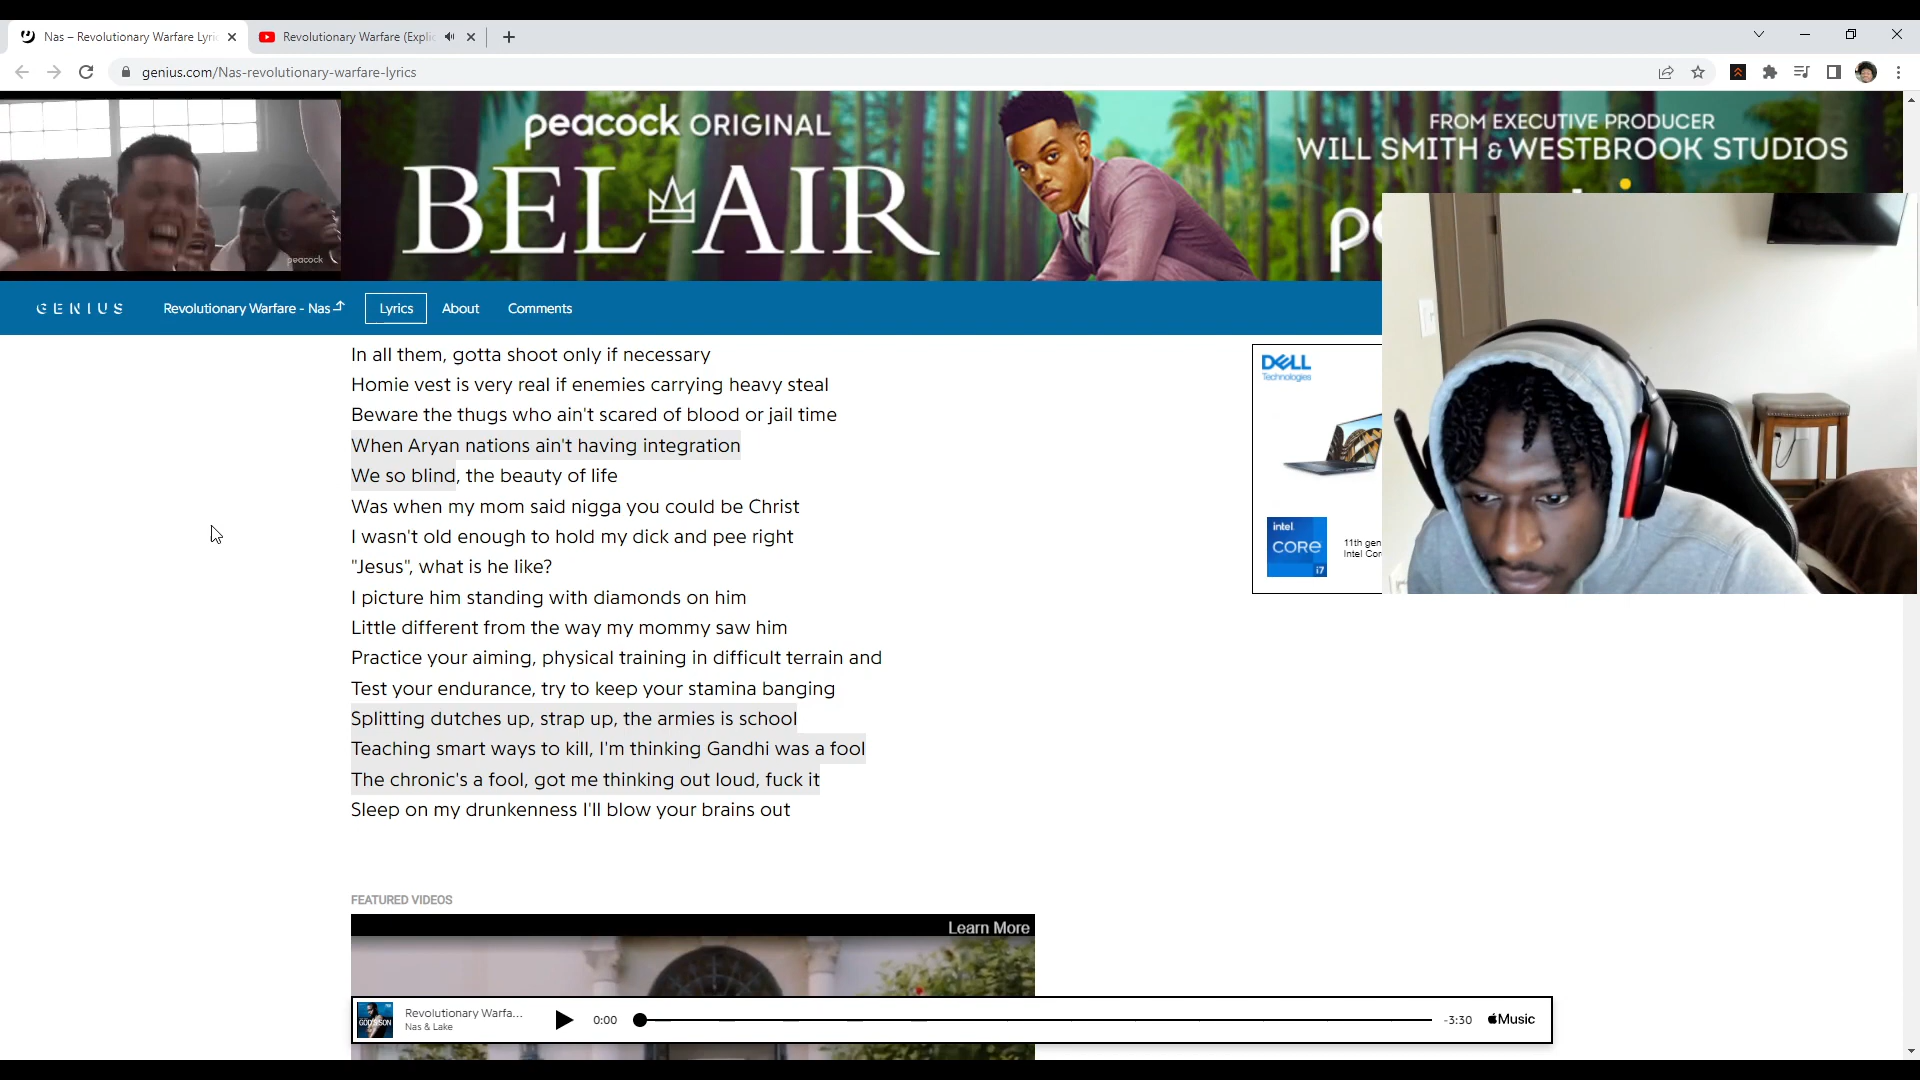 Nas – Revolutionary Warfare Lyri
Revolutionary Warfare (Explic
genius.com/Nas-revolutionary-warfare-lyrics
peacock
peacock ORIGINAL
BEL AIR
FROM EXECUTIVE PRODUCER
WILL SMITH & WESTBROOK STUDIOS
GENIUS
Revolutionary Warfare - Nas
Lyrics
About
Comments
In all them, gotta shoot only if necessary
Homie vest is very real if enemies carrying heavy steal
Beware the thugs who ain't scared of blood or jail time
When Aryan nations ain't having integration
We so blind, the beauty of life
Was when my mom said nigga you could be Christ
I wasn't old enough to hold my dick and pee right
"Jesus", what is he like?
I picture him standing with diamonds on him
Little different from the way my mommy saw him
Practice your aiming, physical training in difficult terrain and
Test your endurance, try to keep your stamina banging
Splitting dutches up, strap up, the armies is school
Teaching smart ways to kill, I'm thinking Gandhi was a fool
The chronic's a fool, got me thinking out loud, fuck it
Sleep on my drunkenness I'll blow your brains out
DELL
Technologies
intel
CORE
i7
11th gen
Intel Cor
FEATURED VIDEOS
Learn More
GOD'S SON
Revolutionary Warfa...
Nas & Lake
0:00
-3:30
Music